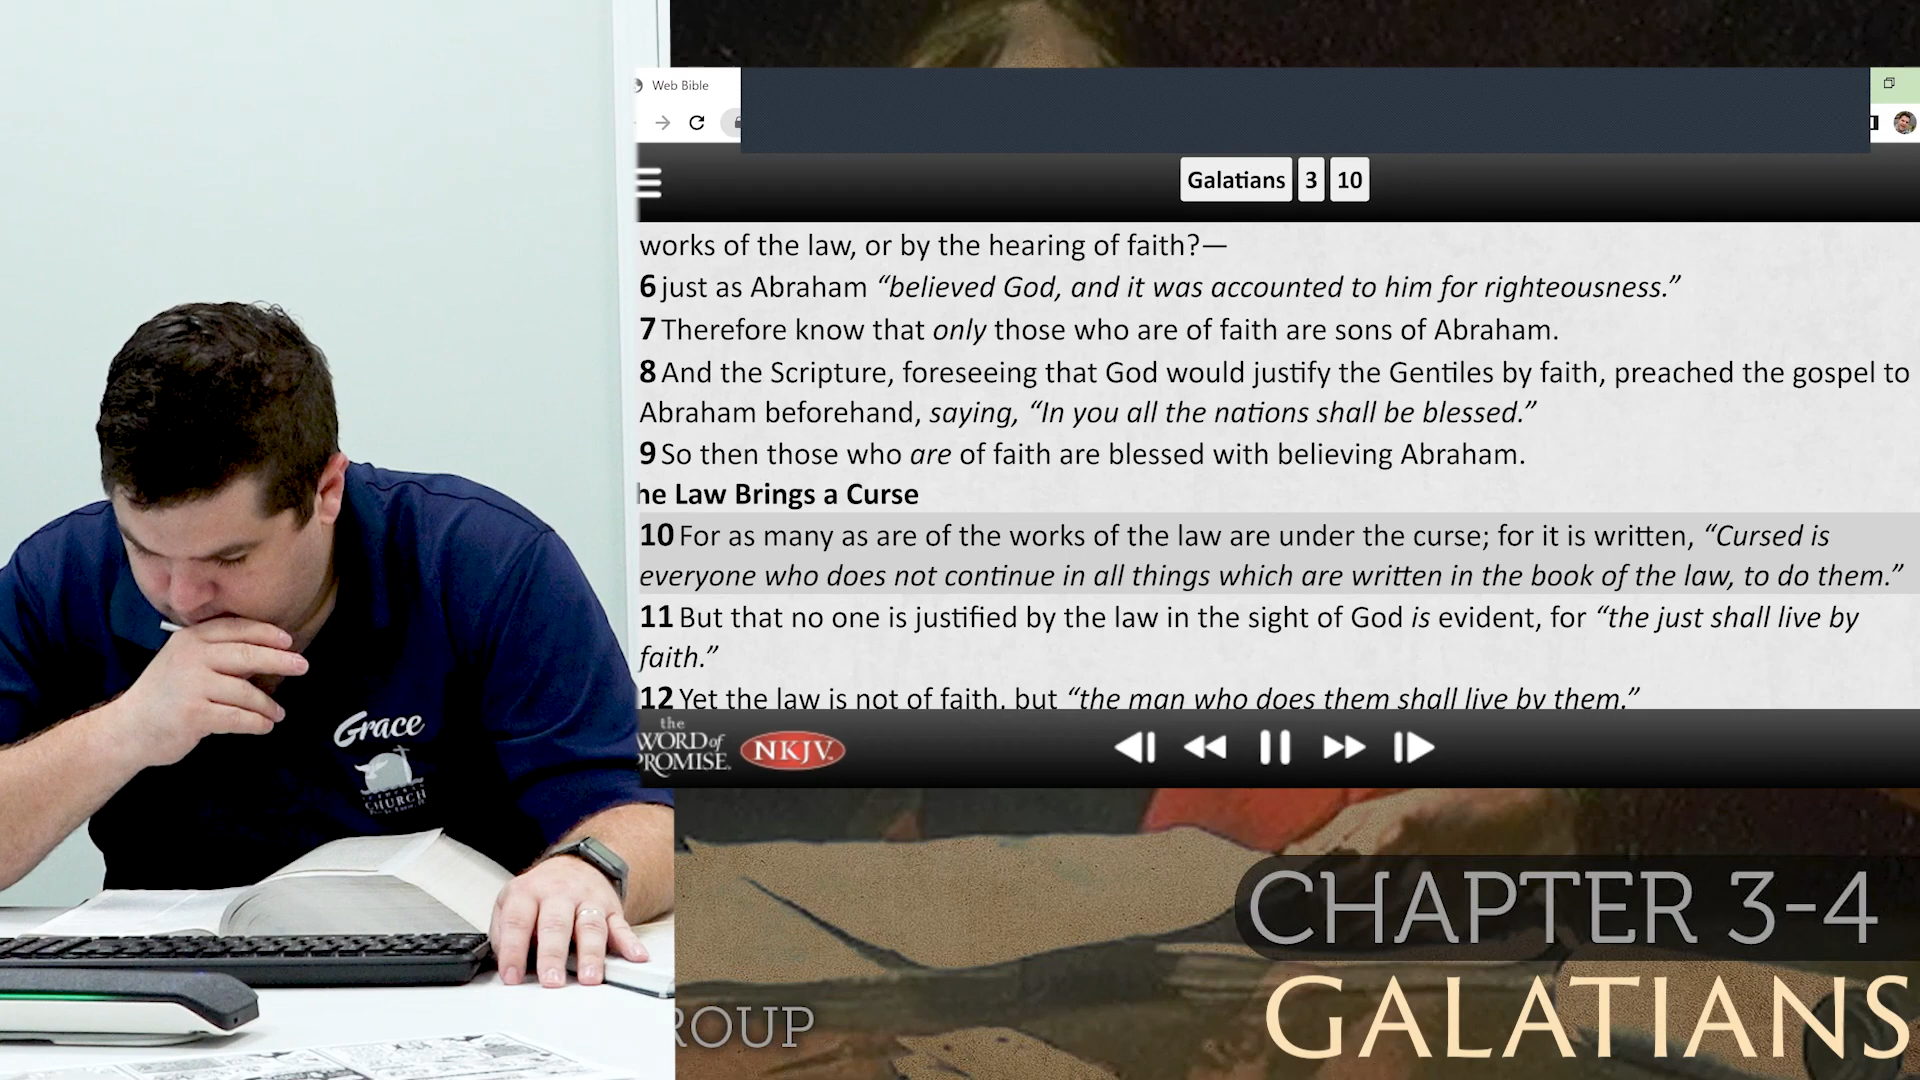 Web Bible
Galatians 3 10
works of the law, or by the hearing of faith?—
6 just as Abraham “believed God, and it was accounted to him for righteousness.”
7 Therefore know that only those who are of faith are sons of Abraham.
8 And the Scripture, foreseeing that God would justify the Gentiles by faith, preached the gospel to
Abraham beforehand, saying, “In you all the nations shall be blessed.”
9 So then those who are of faith are blessed with believing Abraham.
he Law Brings a Curse
10 For as many as are of the works of the law are under the curse; for it is written, “Cursed is
everyone who does not continue in all things which are written in the book of the law, to do them.”
11 But that no one is justified by the law in the sight of God is evident, for “the just shall live by
faith.”
12 Yet the law is not of faith, but “the man who does them shall live by them.”
the
WORD of
PROMISE.
NKJV
Grace
CHURCH
CHAPTER 3-4
GALATIANS
ROUP